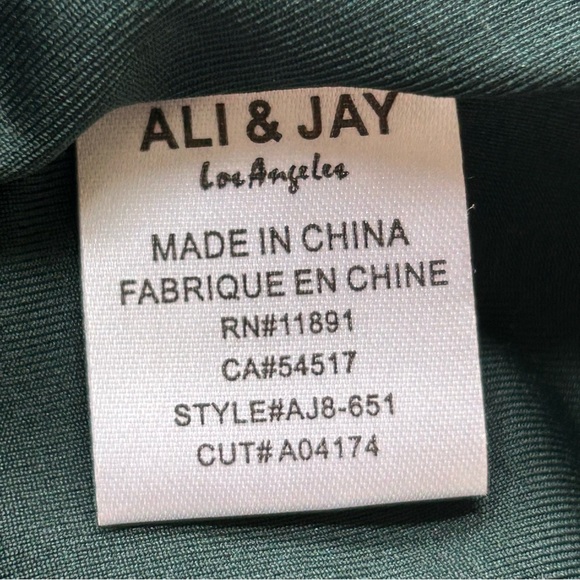 ALI & JAY
Los Angeles
MADE IN CHINA
FABRIQUE EN CHINE
RN#11891
CA#54517
STYLE#AJ8-651
CUT# A04174